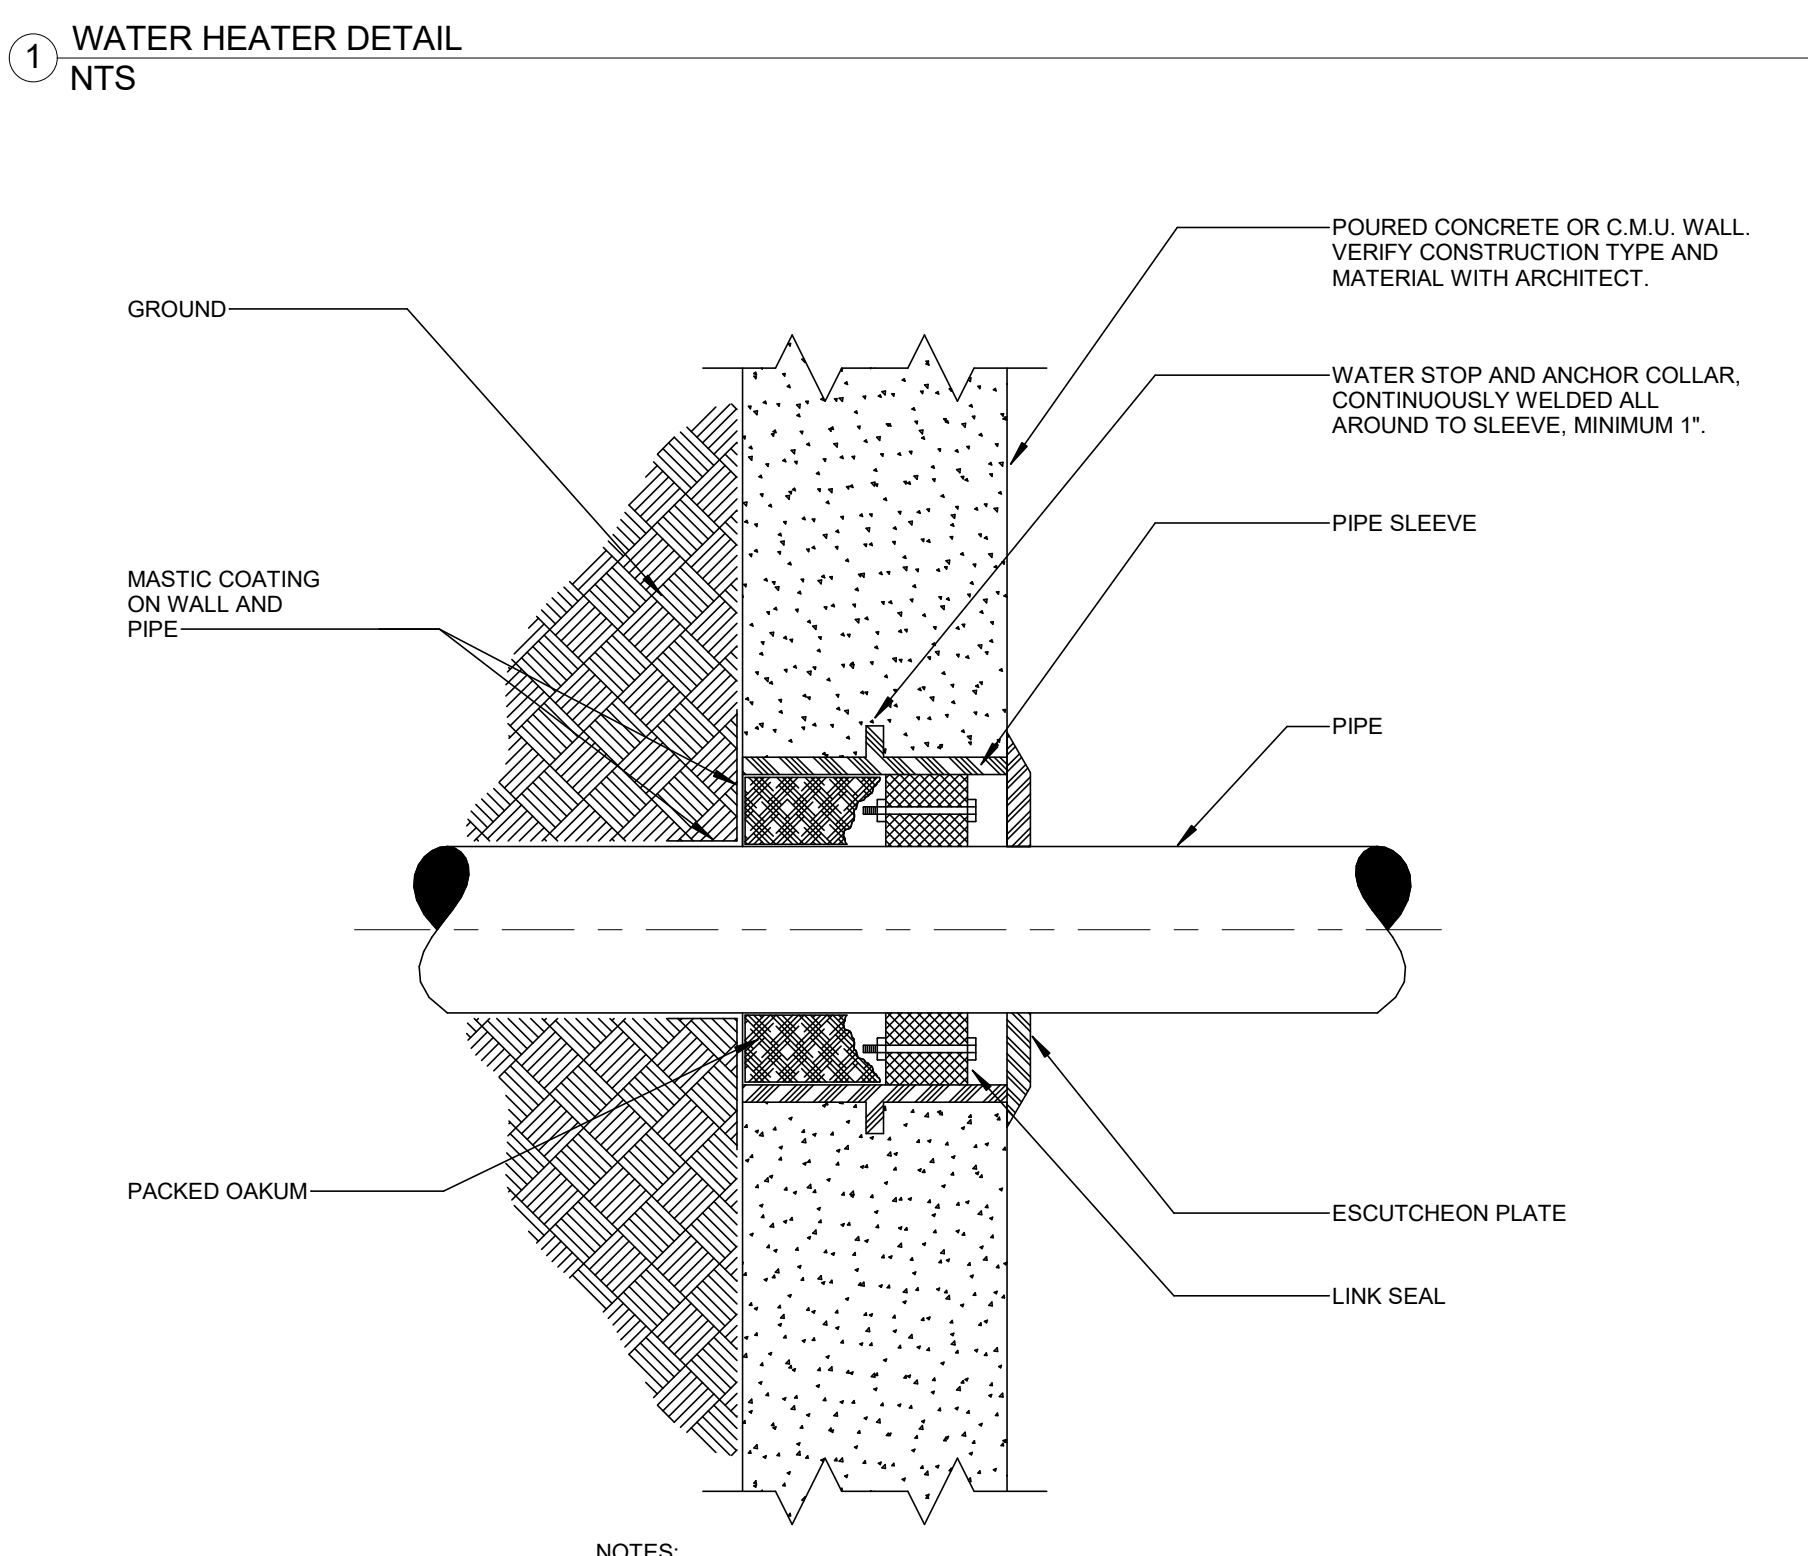 1
WATER HEATER DETAIL
NTS
POURED CONCRETE OR C.M.U. WALL.
VERIFY CONSTRUCTION TYPE AND
MATERIAL WITH ARCHITECT.
GROUND
WATER STOP AND ANCHOR COLLAR,
CONTINUOUSLY WELDED ALL
AROUND TO SLEEVE, MINIMUM 1".
PIPE SLEEVE
MASTIC COATING
ON WALL AND
PIPE
PIPE
PACKED OAKUM
ESCUTCHEON PLATE
LINK SEAL
NOTES: